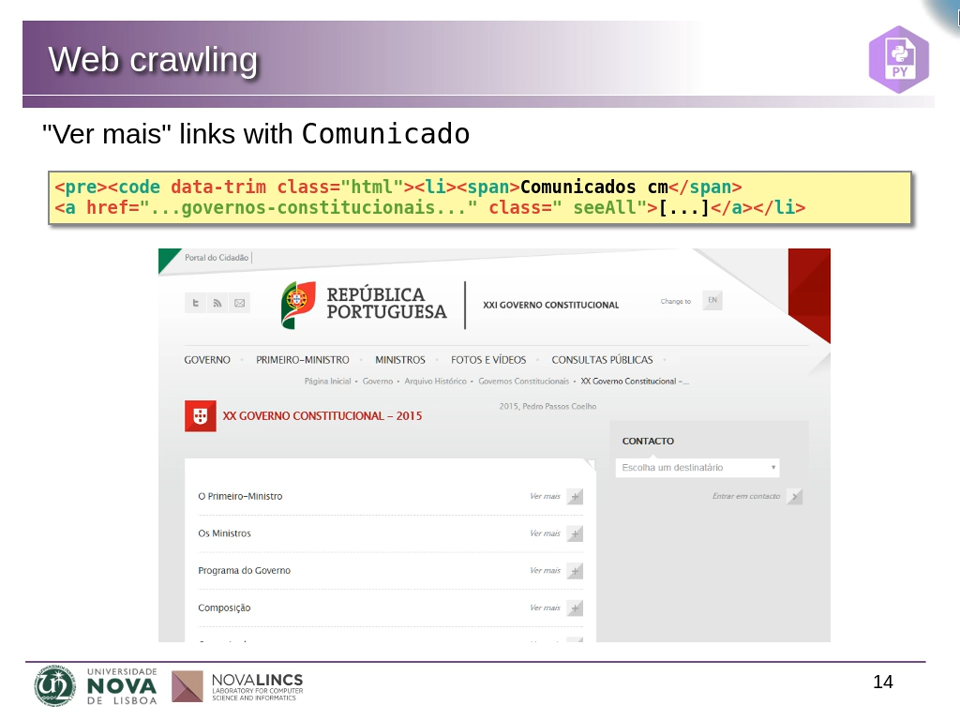 Web crawling
PY
"Ver mais" links with Comunicado
<pre><code data-trim class="html"><li><span>Comunicados cm</span>
<a href="...governos-constitucionais..." class=" seeAll">[...]</a></li>
Portal do Cidadão
REPÚBLICA
PORTUGUESA
XXI GOVERNO CONSTITUCIONAL
Change to
EN
GOVERNO
PRIMEIRO-MINISTRO
MINISTROS
FOTOS E VÍDEOS
CONSULTAS PÚBLICAS
Página Inicial • Governo • Arquivo Histórico • Governos Constitucionais • XX Governo Constitucional -...
XX GOVERNO CONSTITUCIONAL - 2015
2015, Pedro Passos Coelho
CONTACTO
Escolha um destinatário
Entrar em contacto
O Primeiro-Ministro Ver mais
Os Ministros Ver mais
Programa do Governo Ver mais
Composição Ver mais
UNIVERSIDADE
NOVA
DE LISBOA
NOVALINCS
LABORATORY FOR COMPUTER
SCIENCE AND INFORMATICS
14